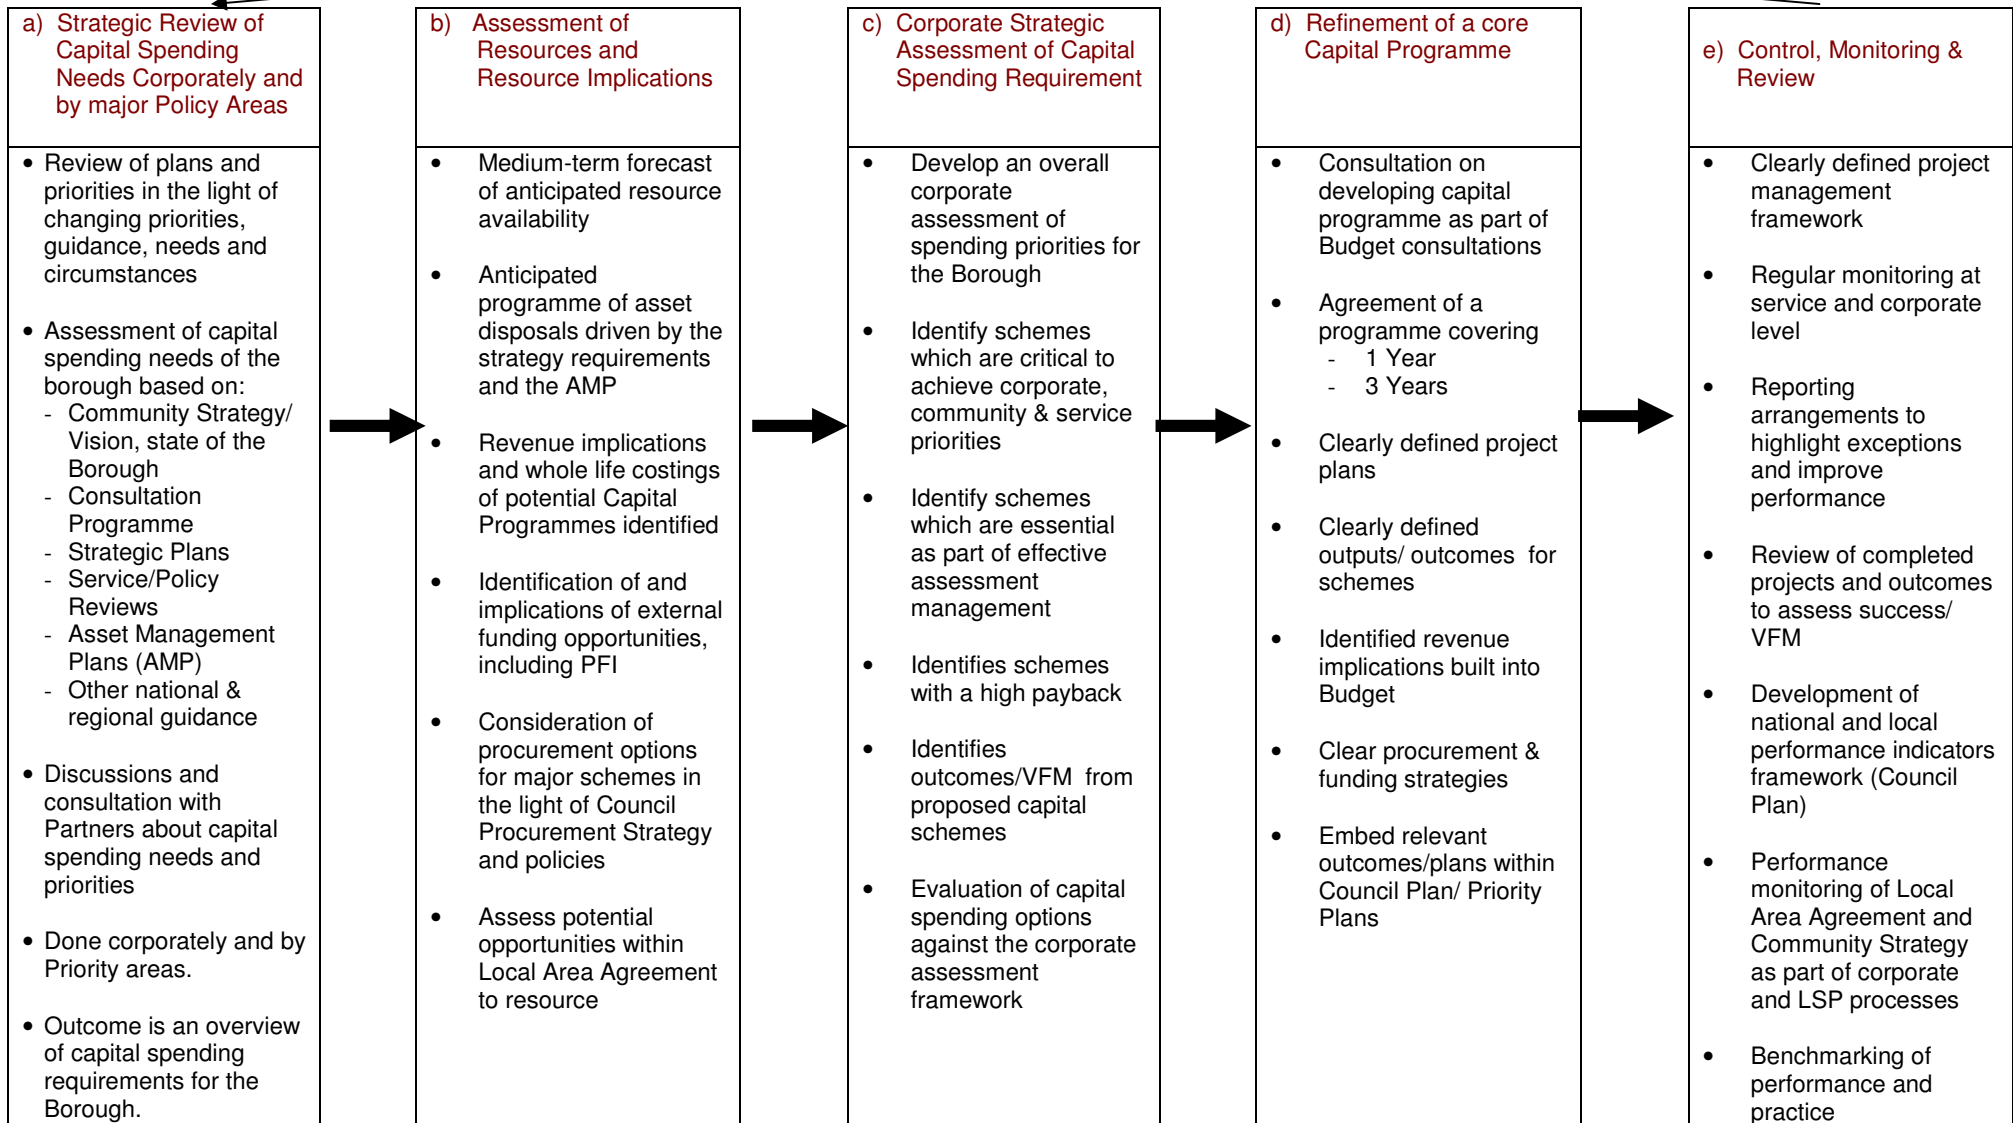 a) Strategic Review of
Capital Spending
Needs Corporately and
by major Policy Areas
• Review of plans and
priorities in the light of
changing priorities,
guidance, needs and
circumstances
• Assessment of capital
spending needs of the
borough based on:
- Community Strategy/
Vision, state of the
Borough
- Consultation
Programme
- Strategic Plans
- Service/Policy
Reviews
- Asset Management
Plans (AMP)
- Other national &
regional guidance
• Discussions and
consultation with
Partners about capital
spending needs and
priorities
• Done corporately and by
Priority areas.
• Outcome is an overview
of capital spending
requirements for the
Borough.
b) Assessment of
Resources and
Resource Implications
• Medium-term forecast
of anticipated resource
availability
• Anticipated
programme of asset
disposals driven by the
strategy requirements
and the AMP
• Revenue implications
and whole life costings
of potential Capital
Programmes identified
• Identification of and
implications of external
funding opportunities,
including PFI
• Consideration of
procurement options
for major schemes in
the light of Council
Procurement Strategy
and policies
• Assess potential
opportunities within
Local Area Agreement
to resource
c) Corporate Strategic
Assessment of Capital
Spending Requirement
• Develop an overall
corporate
assessment of
spending priorities for
the Borough
• Identify schemes
which are critical to
achieve corporate,
community & service
priorities
• Identify schemes
which are essential
as part of effective
assessment
management
• Identifies schemes
with a high payback
• Identifies
outcomes/VFM from
proposed capital
schemes
• Evaluation of capital
spending options
against the corporate
assessment
framework
d) Refinement of a core
Capital Programme
• Consultation on
developing capital
programme as part of
Budget consultations
• Agreement of a
programme covering
- 1 Year
- 3 Years
• Clearly defined project
plans
• Clearly defined
outputs/ outcomes for
schemes
• Identified revenue
implications built into
Budget
• Clear procurement &
funding strategies
• Embed relevant
outcomes/plans within
Council Plan/ Priority
Plans
e) Control, Monitoring &
Review
• Clearly defined project
management
framework
• Regular monitoring at
service and corporate
level
• Reporting
arrangements to
highlight exceptions
and improve
performance
• Review of completed
projects and outcomes
to assess success/
VFM
• Development of
national and local
performance indicators
framework (Council
Plan)
• Performance
monitoring of Local
Area Agreement and
Community Strategy
as part of corporate
and LSP processes
• Benchmarking of
performance and
practice